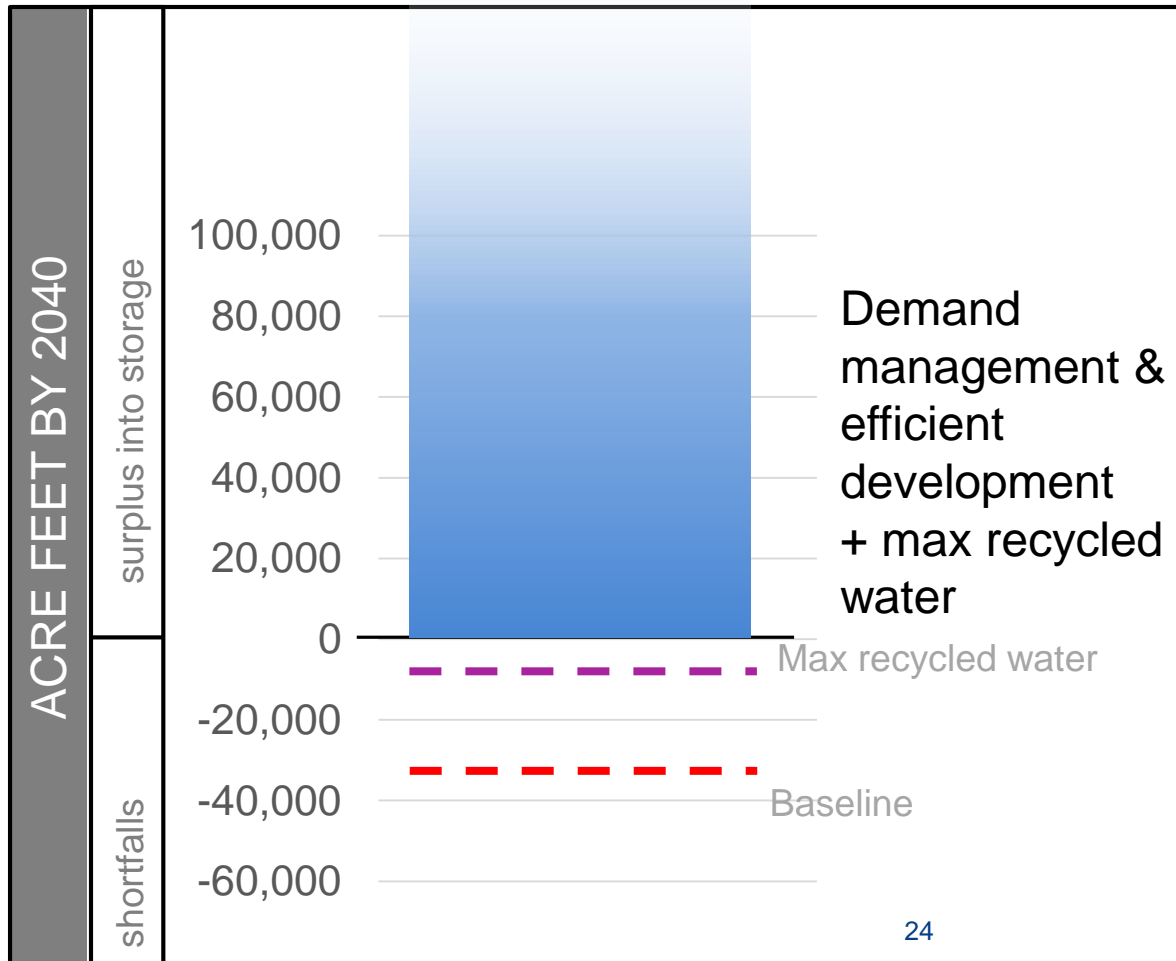 ACRE FEET BY 2040
surplus into storage
shortfalls
100,000
80,000
60,000
40,000
20,000
0
-20,000
-40,000
-60,000
Demand
management &
efficient
development
+ max recycled
water
Max recycled water
Baseline
24